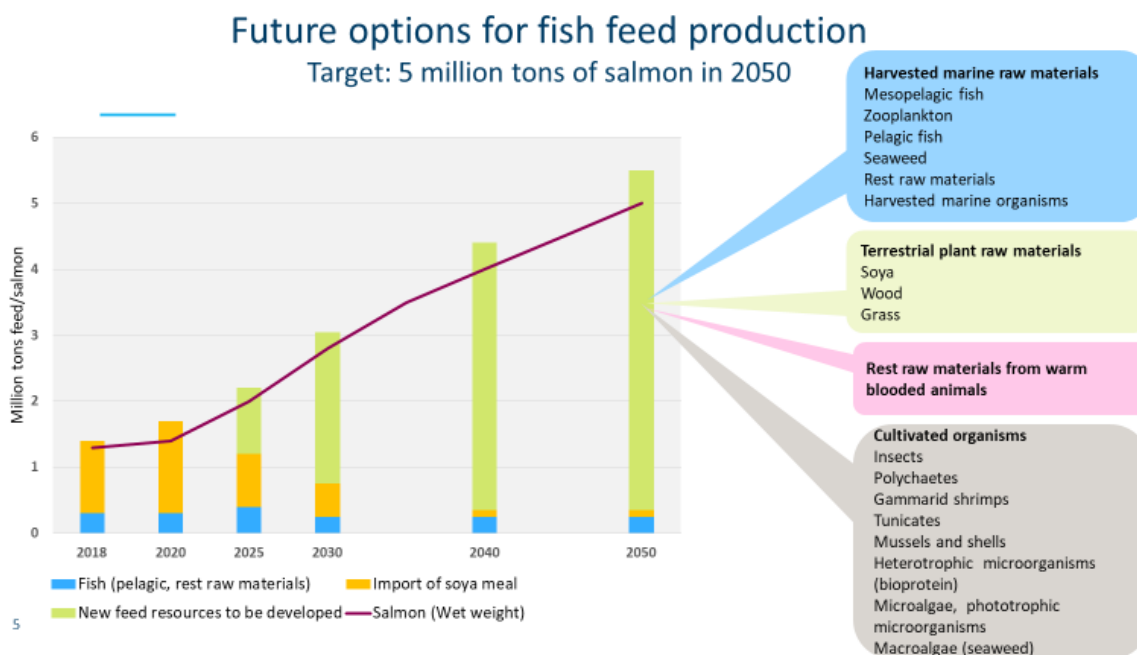 Future options for fish feed production
Target: 5 million tons of salmon in 2050
6
5
4
3
2
1
0
Million tons feed/salmon
2018 2020 2025 2030 2040 2050
Fish (pelagic, rest raw materials) Import of soya meal
New feed resources to be developed Salmon (Wet weight)
5
Harvested marine raw materials
Mesopelagic fish
Zooplankton
Pelagic fish
Seaweed
Rest raw materials
Harvested marine organisms
Terrestrial plant raw materials
Soya
Wood
Grass
Rest raw materials from warm
blooded animals
Cultivated organisms
Insects
Polychaetes
Gammarid shrimps
Tunicates
Mussels and shells
Heterotrophic microorganisms
(bioprotein)
Microalgae, phototrophic
microorganisms
Macroalgae (seaweed)